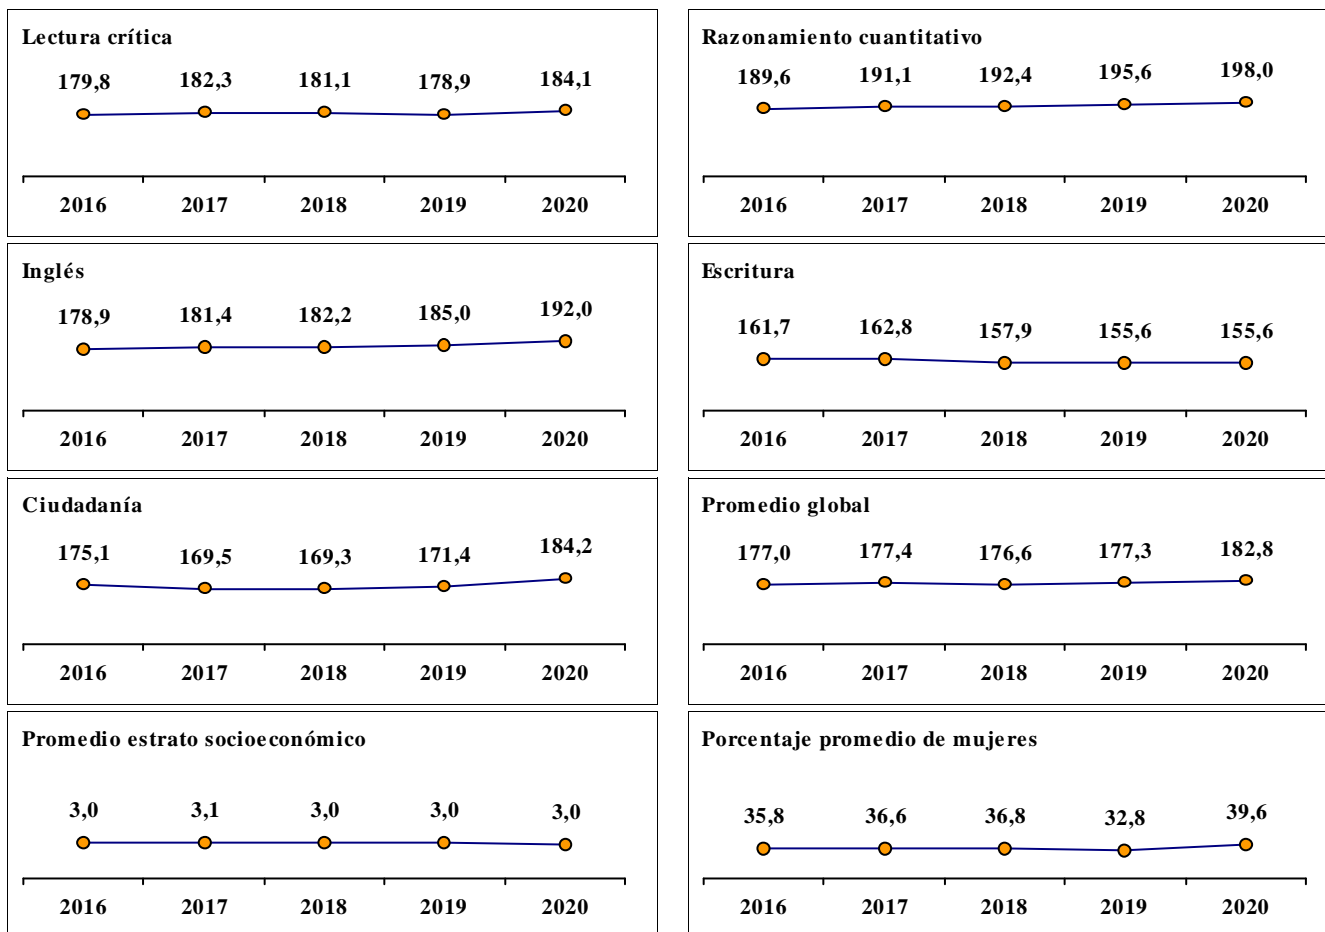 Lectura crítica
179,8 182,3 181,1 178,9 184,1
2016 2017 2018 2019 2020
Razonamiento cuantitativo
189,6 191,1 192,4 195,6 198,0
2016 2017 2018 2019 2020
Inglés
178,9 181,4 182,2 185,0 192,0
2016 2017 2018 2019 2020
Escritura
161,7 162,8 157,9 155,6 155,6
2016 2017 2018 2019 2020
Ciudadanía
175,1 169,5 169,3 171,4 184,2
2016 2017 2018 2019 2020
Promedio global
177,0 177,4 176,6 177,3 182,8
2016 2017 2018 2019 2020
Promedio estrato socioeconómico
3,0 3,1 3,0 3,0 3,0
2016 2017 2018 2019 2020
Porcentaje promedio de mujeres
35,8 36,6 36,8 32,8 39,6
2016 2017 2018 2019 2020